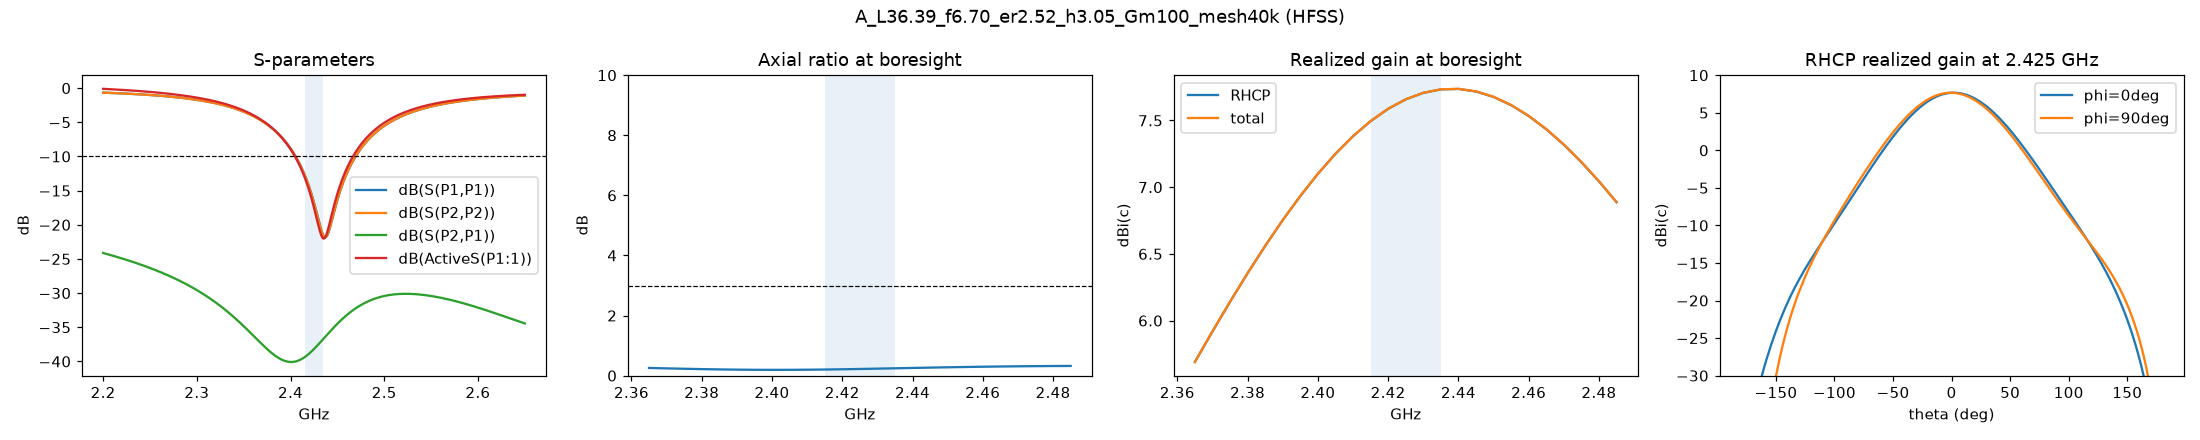 A_L36.39_f6.70_er2.52_h3.05_Gm100_mesh40k (HFSS)
S-parameters
0
−5
−10
−15
−20
−25
−30
−35
−40
dB
2.2 2.3 2.4 2.5 2.6
GHz
dB(S(P1,P1))
dB(S(P2,P2))
dB(S(P2,P1))
dB(ActiveS(P1:1))
Axial ratio at boresight
10
8
6
4
2
0
dB
2.36 2.38 2.40 2.42 2.44 2.46 2.48
GHz
Realized gain at boresight
RHCP
total
7.5
7.0
6.5
6.0
dBi(c)
2.36 2.38 2.40 2.42 2.44 2.46 2.48
GHz
RHCP realized gain at 2.425 GHz
phi=0deg
phi=90deg
10
5
0
−5
−10
−15
−20
−25
−30
dBi(c)
−150 −100 −50 0 50 100 150
theta (deg)